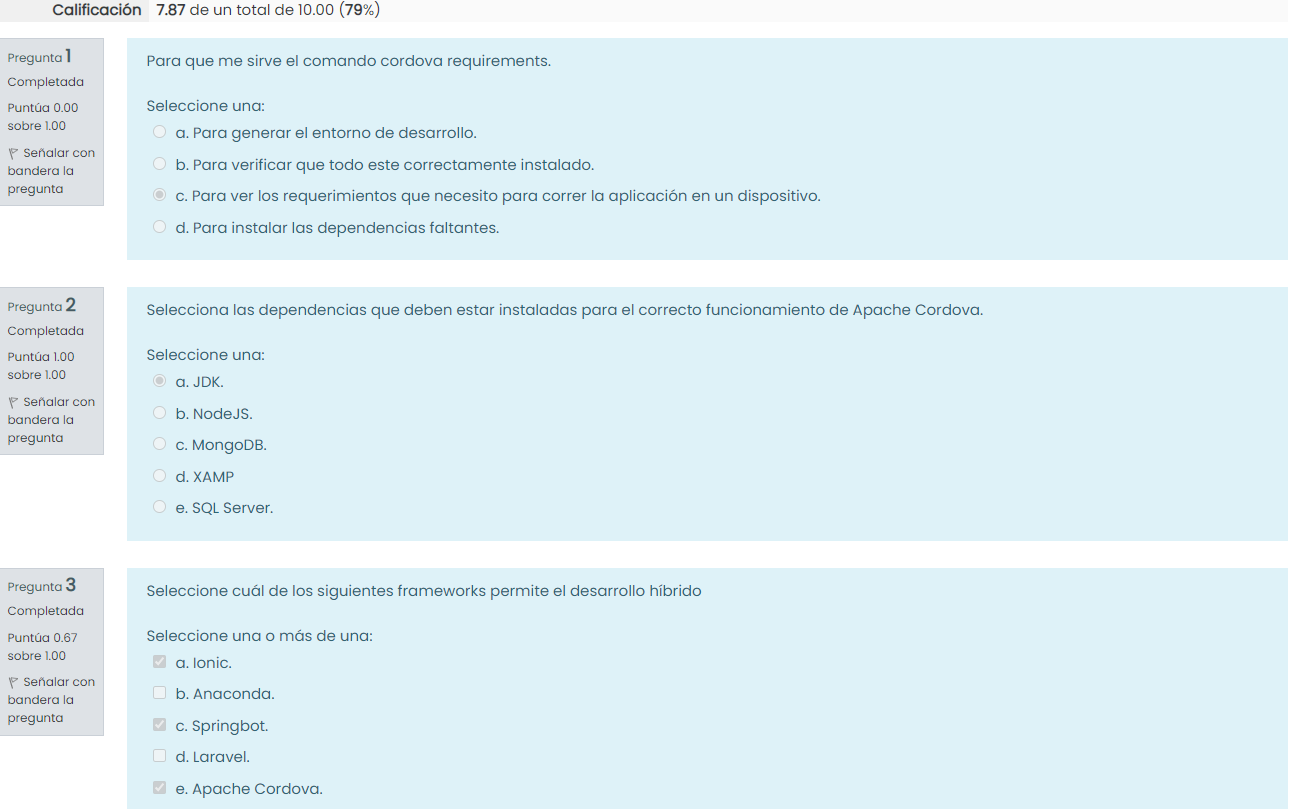 Calificación 7.87 de un total de 10.00 (79%)
Pregunta 1
Completada
Puntúa 0.00
sobre 1.00
Señalar con
bandera la
pregunta
Para que me sirve el comando cordova requirements.
Seleccione una:
a. Para generar el entorno de desarrollo.
b. Para verificar que todo este correctamente instalado.
c. Para ver los requerimientos que necesito para correr la aplicación en un dispositivo.
d. Para instalar las dependencias faltantes.
Pregunta 2
Completada
Puntúa 1.00
sobre 1.00
Señalar con
bandera la
pregunta
Selecciona las dependencias que deben estar instaladas para el correcto funcionamiento de Apache Cordova.
Seleccione una:
a. JDK.
b. NodeJS.
c. MongoDB.
d. XAMP
e. SQL Server.
Pregunta 3
Completada
Puntúa 0.67
sobre 1.00
Señalar con
bandera la
pregunta
Seleccione cuál de los siguientes frameworks permite el desarrollo híbrido
Seleccione una o más de una:
a. Ionic.
b. Anaconda.
c. Springbot.
d. Laravel.
e. Apache Cordova.